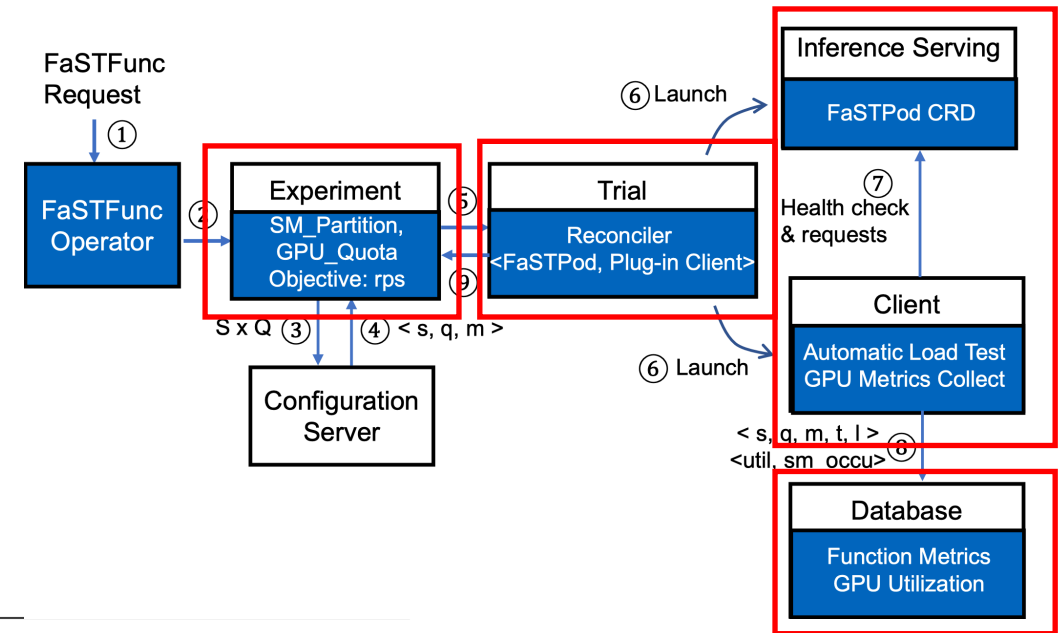 FaSTFunc
Request
①
FaSTFunc
Operator
②
Experiment
SM_Partition,
GPU_Quota
Objective: rps
S x Q ③
④ < s, q, m >
Configuration
Server
⑤
⑨
Trial
Reconciler
<FaSTPod, Plug-in Client>
⑥ Launch
⑥ Launch
Inference Serving
FaSTPod CRD
⑦
Health check
& requests
Client
Automatic Load Test
GPU Metrics Collect
< s, q, m, t, l >
<util, sm_occu>
⑧
Database
Function Metrics
GPU Utilization